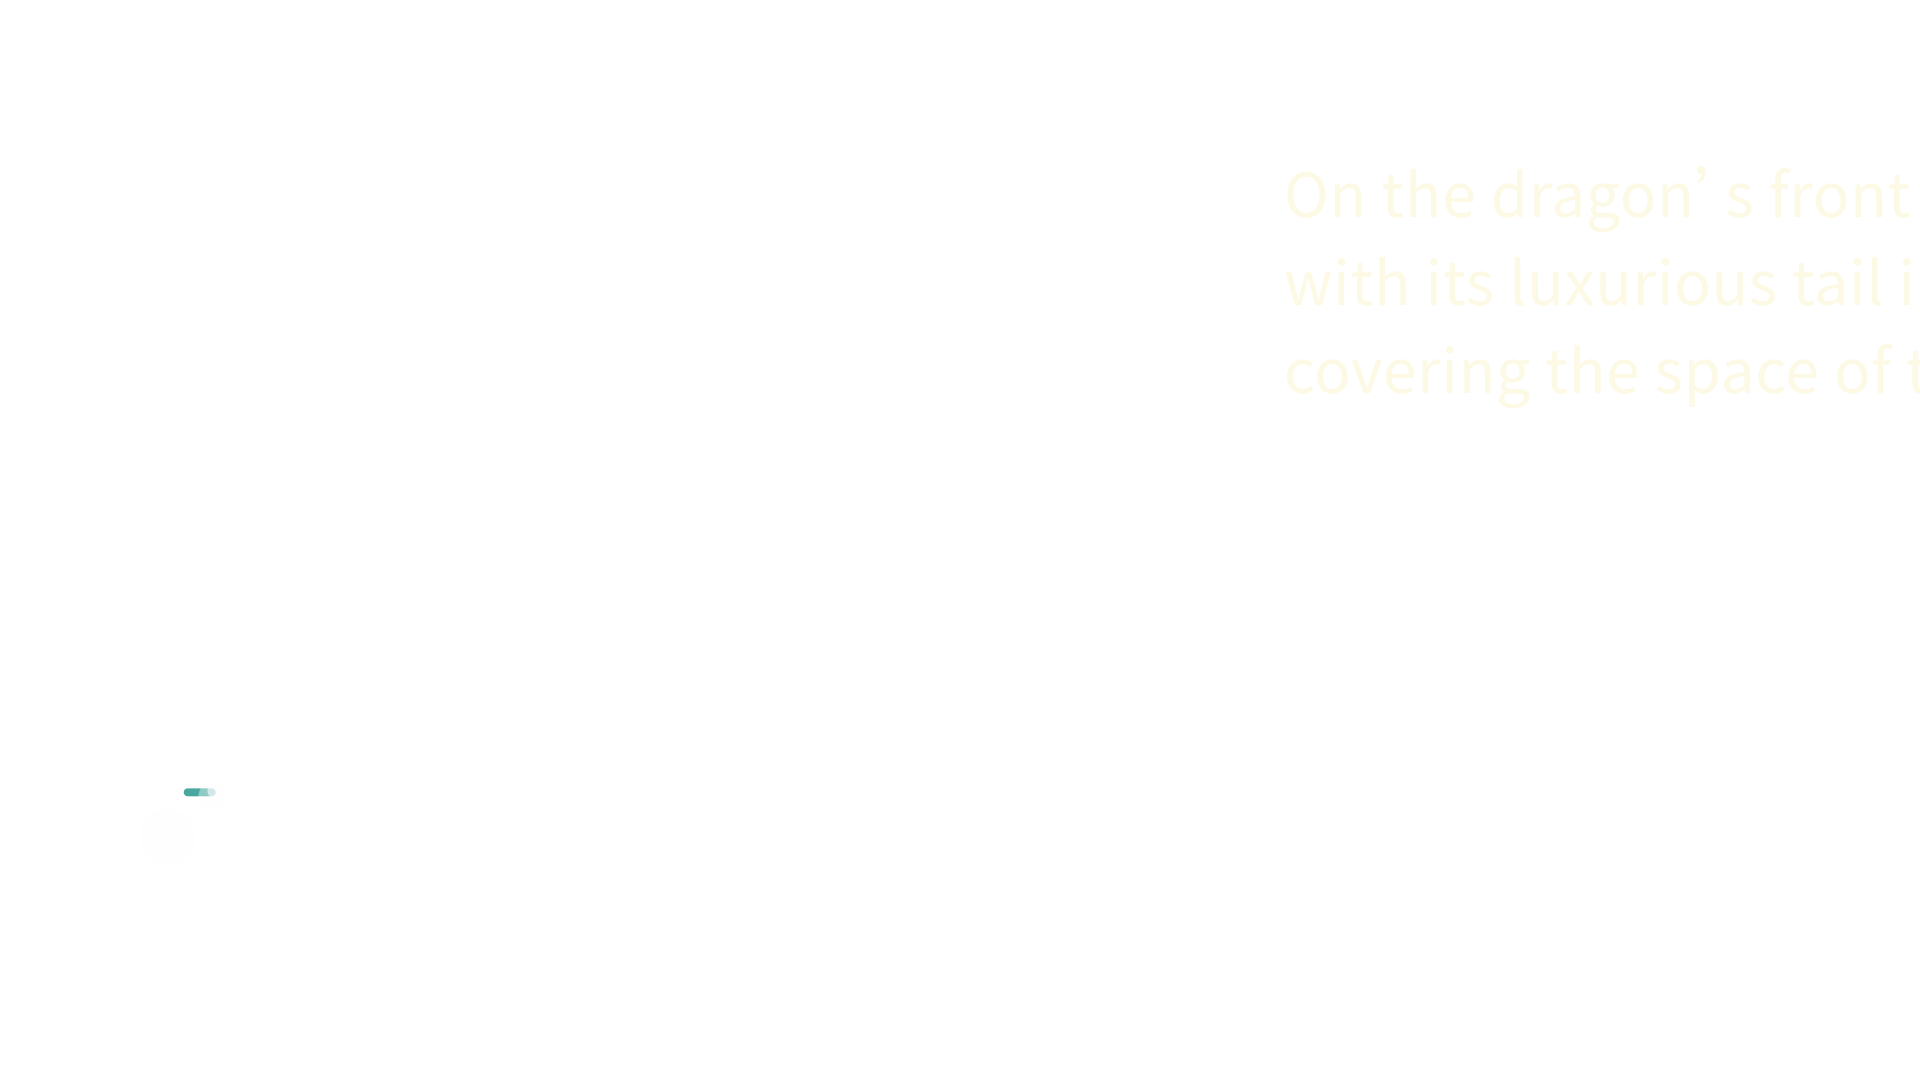 On the dragon’s front
with its luxurious tail i
covering the space of t